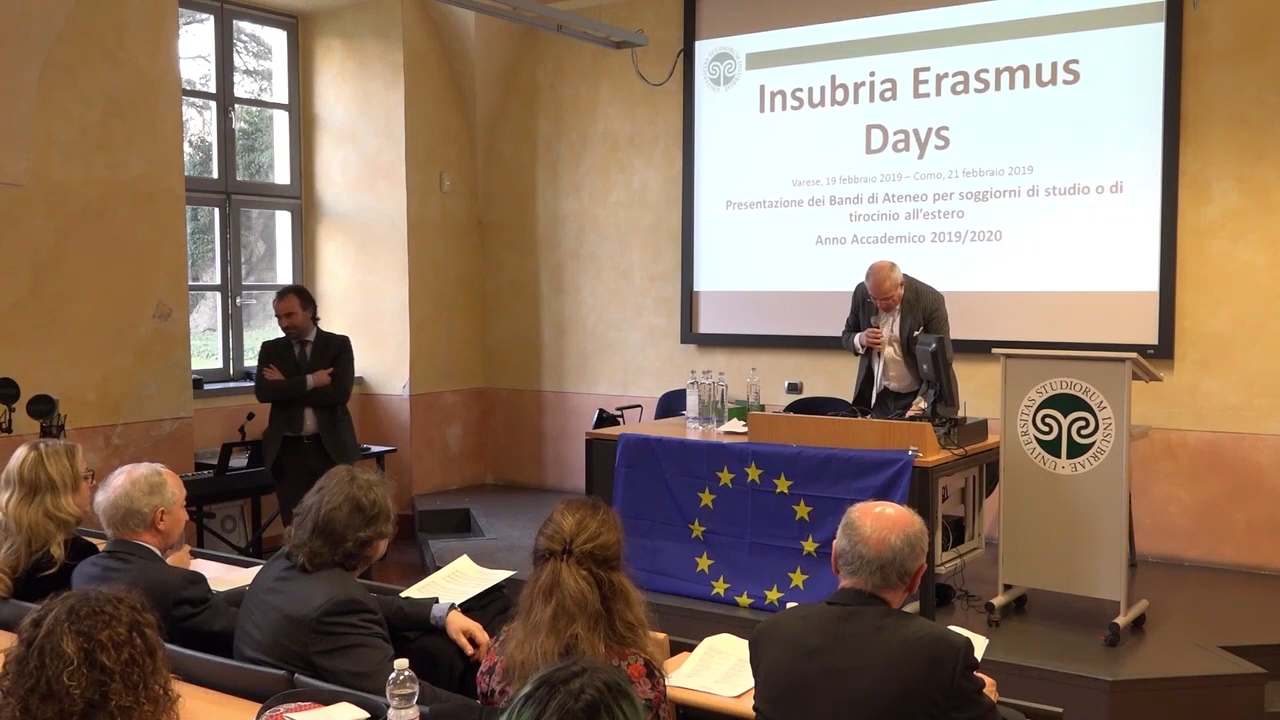 Insubria Erasmus
Days
Varese, 19 febbraio 2019 – Como, 21 febbraio 2019
Presentazione dei Bandi di Ateneo per soggiorni di studio o di
tirocinio all'estero
Anno Accademico 2019/2020
UNIVERSITAS STUDIORUM INSUBRIAE